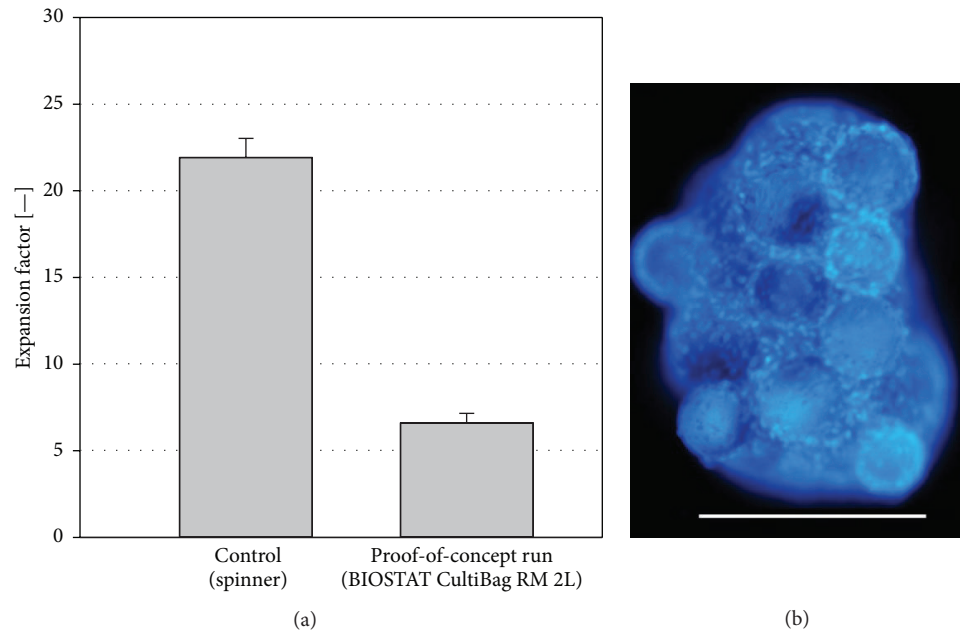 30
25
20
15
10
5
0
Expansion factor [—]
Control
(spinner)
Proof-of-concept run
(BIOSTAT CultiBag RM 2L)
(a)
(b)